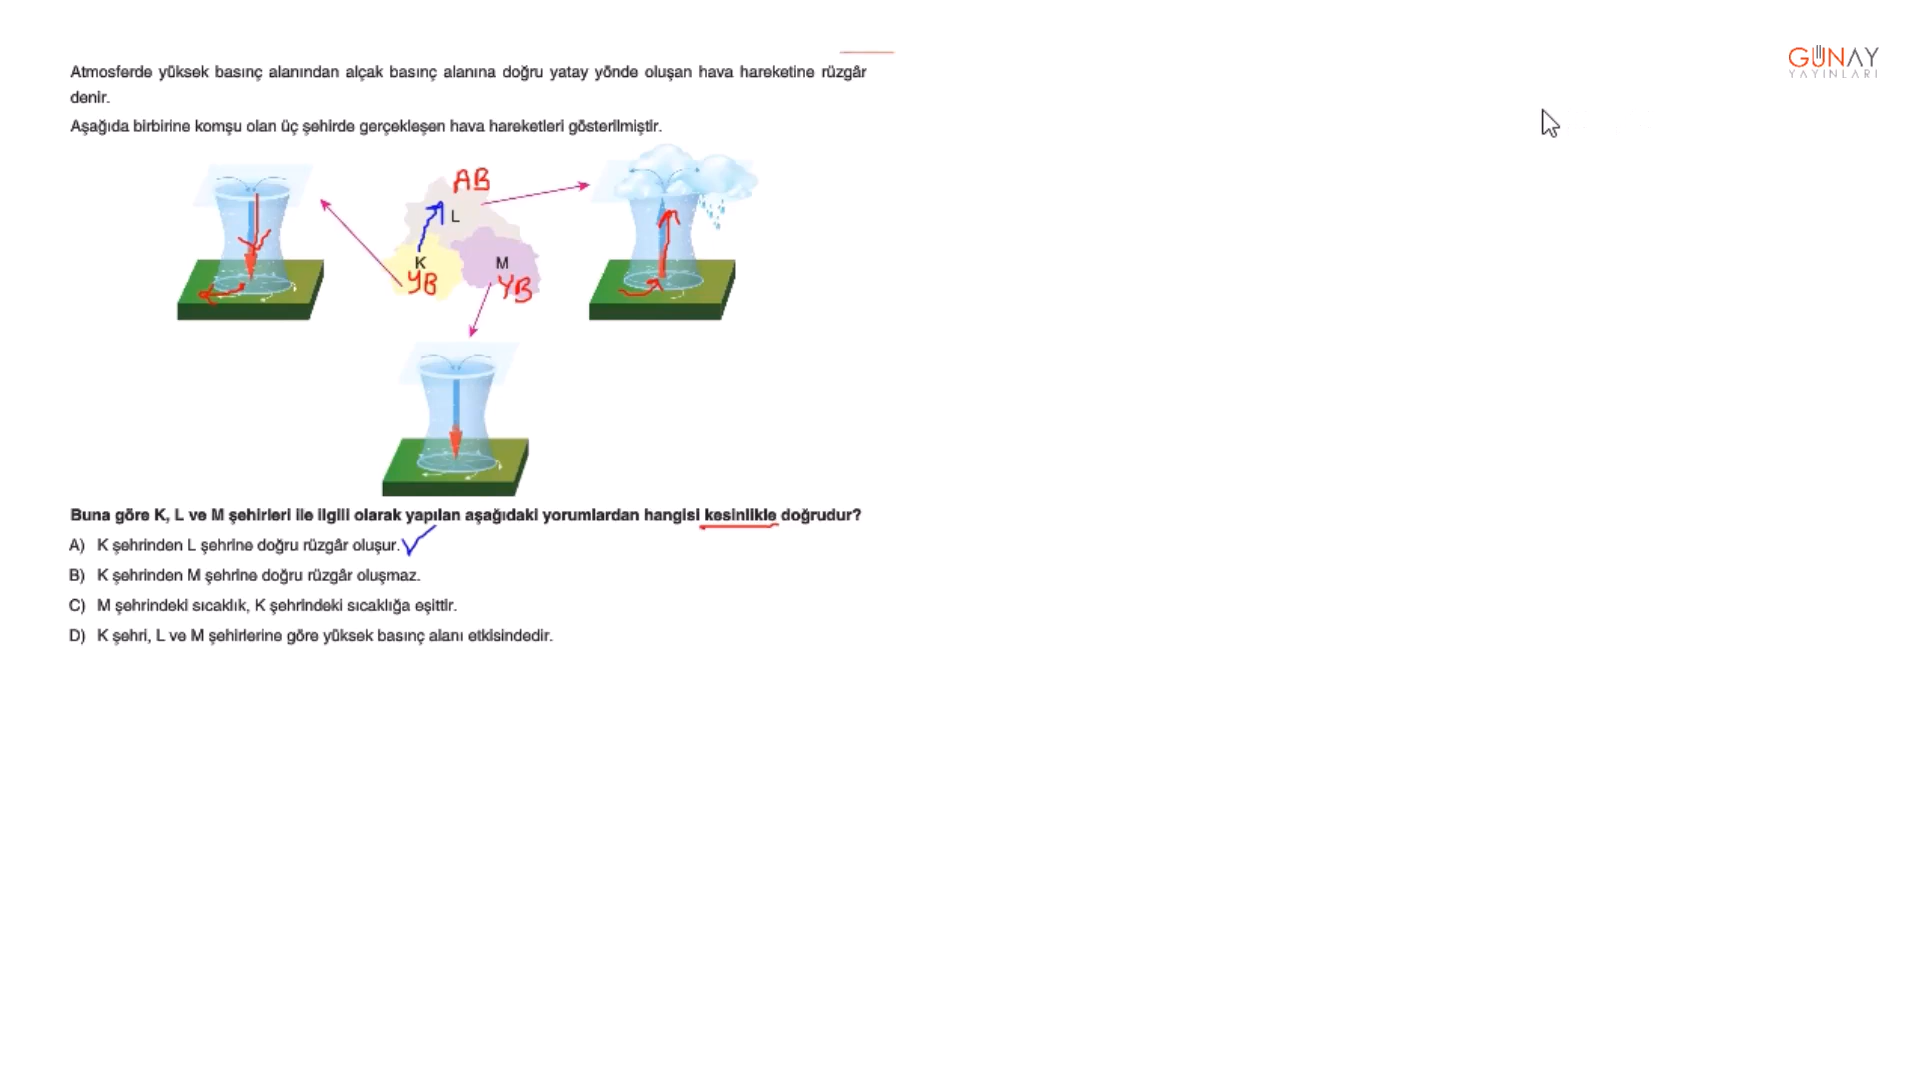 GÜNAY
YAYINLARI
Atmosferde yüksek basınç alanından alçak basınç alanına doğru yatay yönde oluşan hava hareketine rüzgâr
denir.
Aşağıda birbirine komşu olan üç şehirde gerçekleşen hava hareketleri gösterilmiştir.
AB
L
K
YB
M
YB
Buna göre K, L ve M şehirleri ile ilgili olarak yapılan aşağıdaki yorumlardan hangisi kesinlikle doğrudur?
A) K şehrinden L şehrine doğru rüzgâr oluşur.
B) K şehrinden M şehrine doğru rüzgâr oluşmaz.
C) M şehrindeki sıcaklık, K şehrindeki sıcaklığa eşittir.
D) K şehri, L ve M şehirlerine göre yüksek basınç alanı etkisindedir.